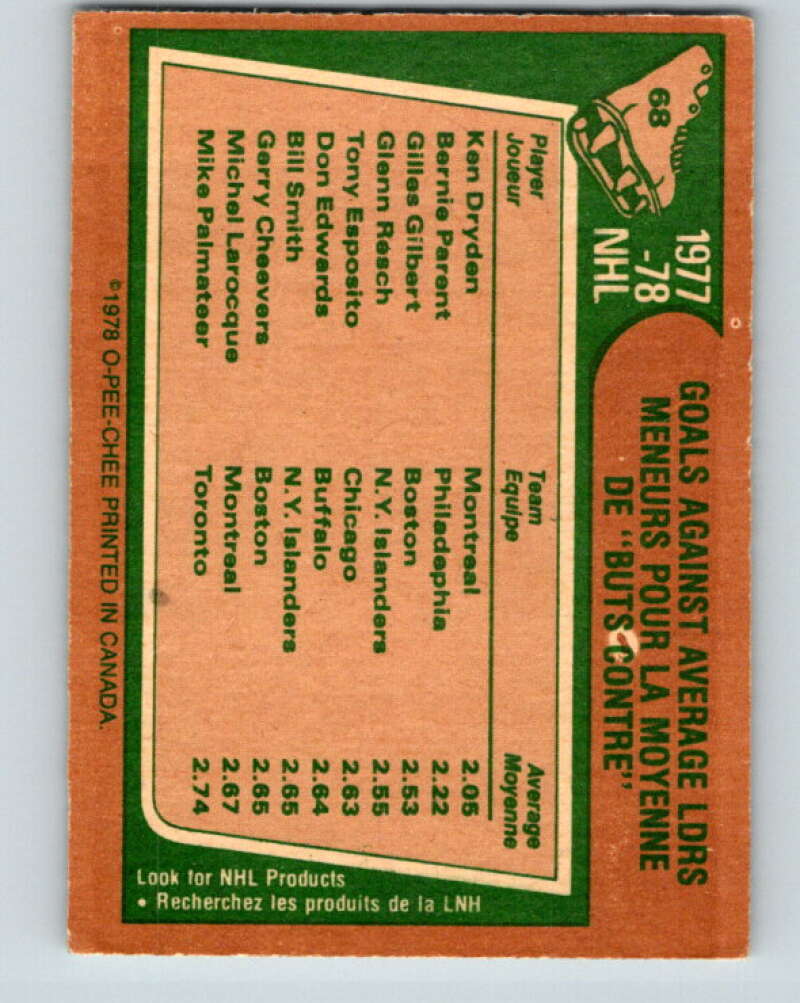 68
1977
-78
NHL
GOALS AGAINST AVERAGE LDRS
MENEURS POUR LA MOYENNE
DE "BUTS CONTRE"
Player Team Average
Joueur Equipe Moyenne
Ken Dryden Montreal 2.05
Bernie Parent Philadephia 2.22
Gilles Gilbert Boston 2.53
Glenn Resch N.Y. Islanders 2.55
Tony Esposito Chicago 2.63
Don Edwards Buffalo 2.64
Bill Smith N.Y. Islanders 2.65
Gerry Cheevers Boston 2.65
Michel Larocque Montreal 2.67
Mike Palmateer Toronto 2.74
Look for NHL Products
• Recherchez les produits de la LNH
©1978 O-PEE-CHEE PRINTED IN CANADA.